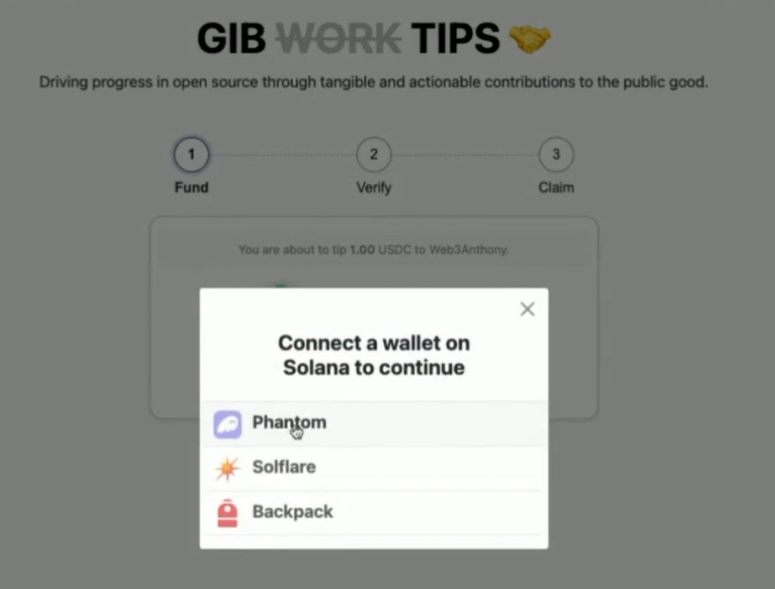 GIB WORK TIPS 🤝
Driving progress in open source through tangible and actionable contributions to the public good.
1
2
3
Fund
Verify
Claim
You are about to tip 1.00 USDC to Web3Anthony.
Connect a wallet on
Solana to continue
Phantom
Solflare
Backpack